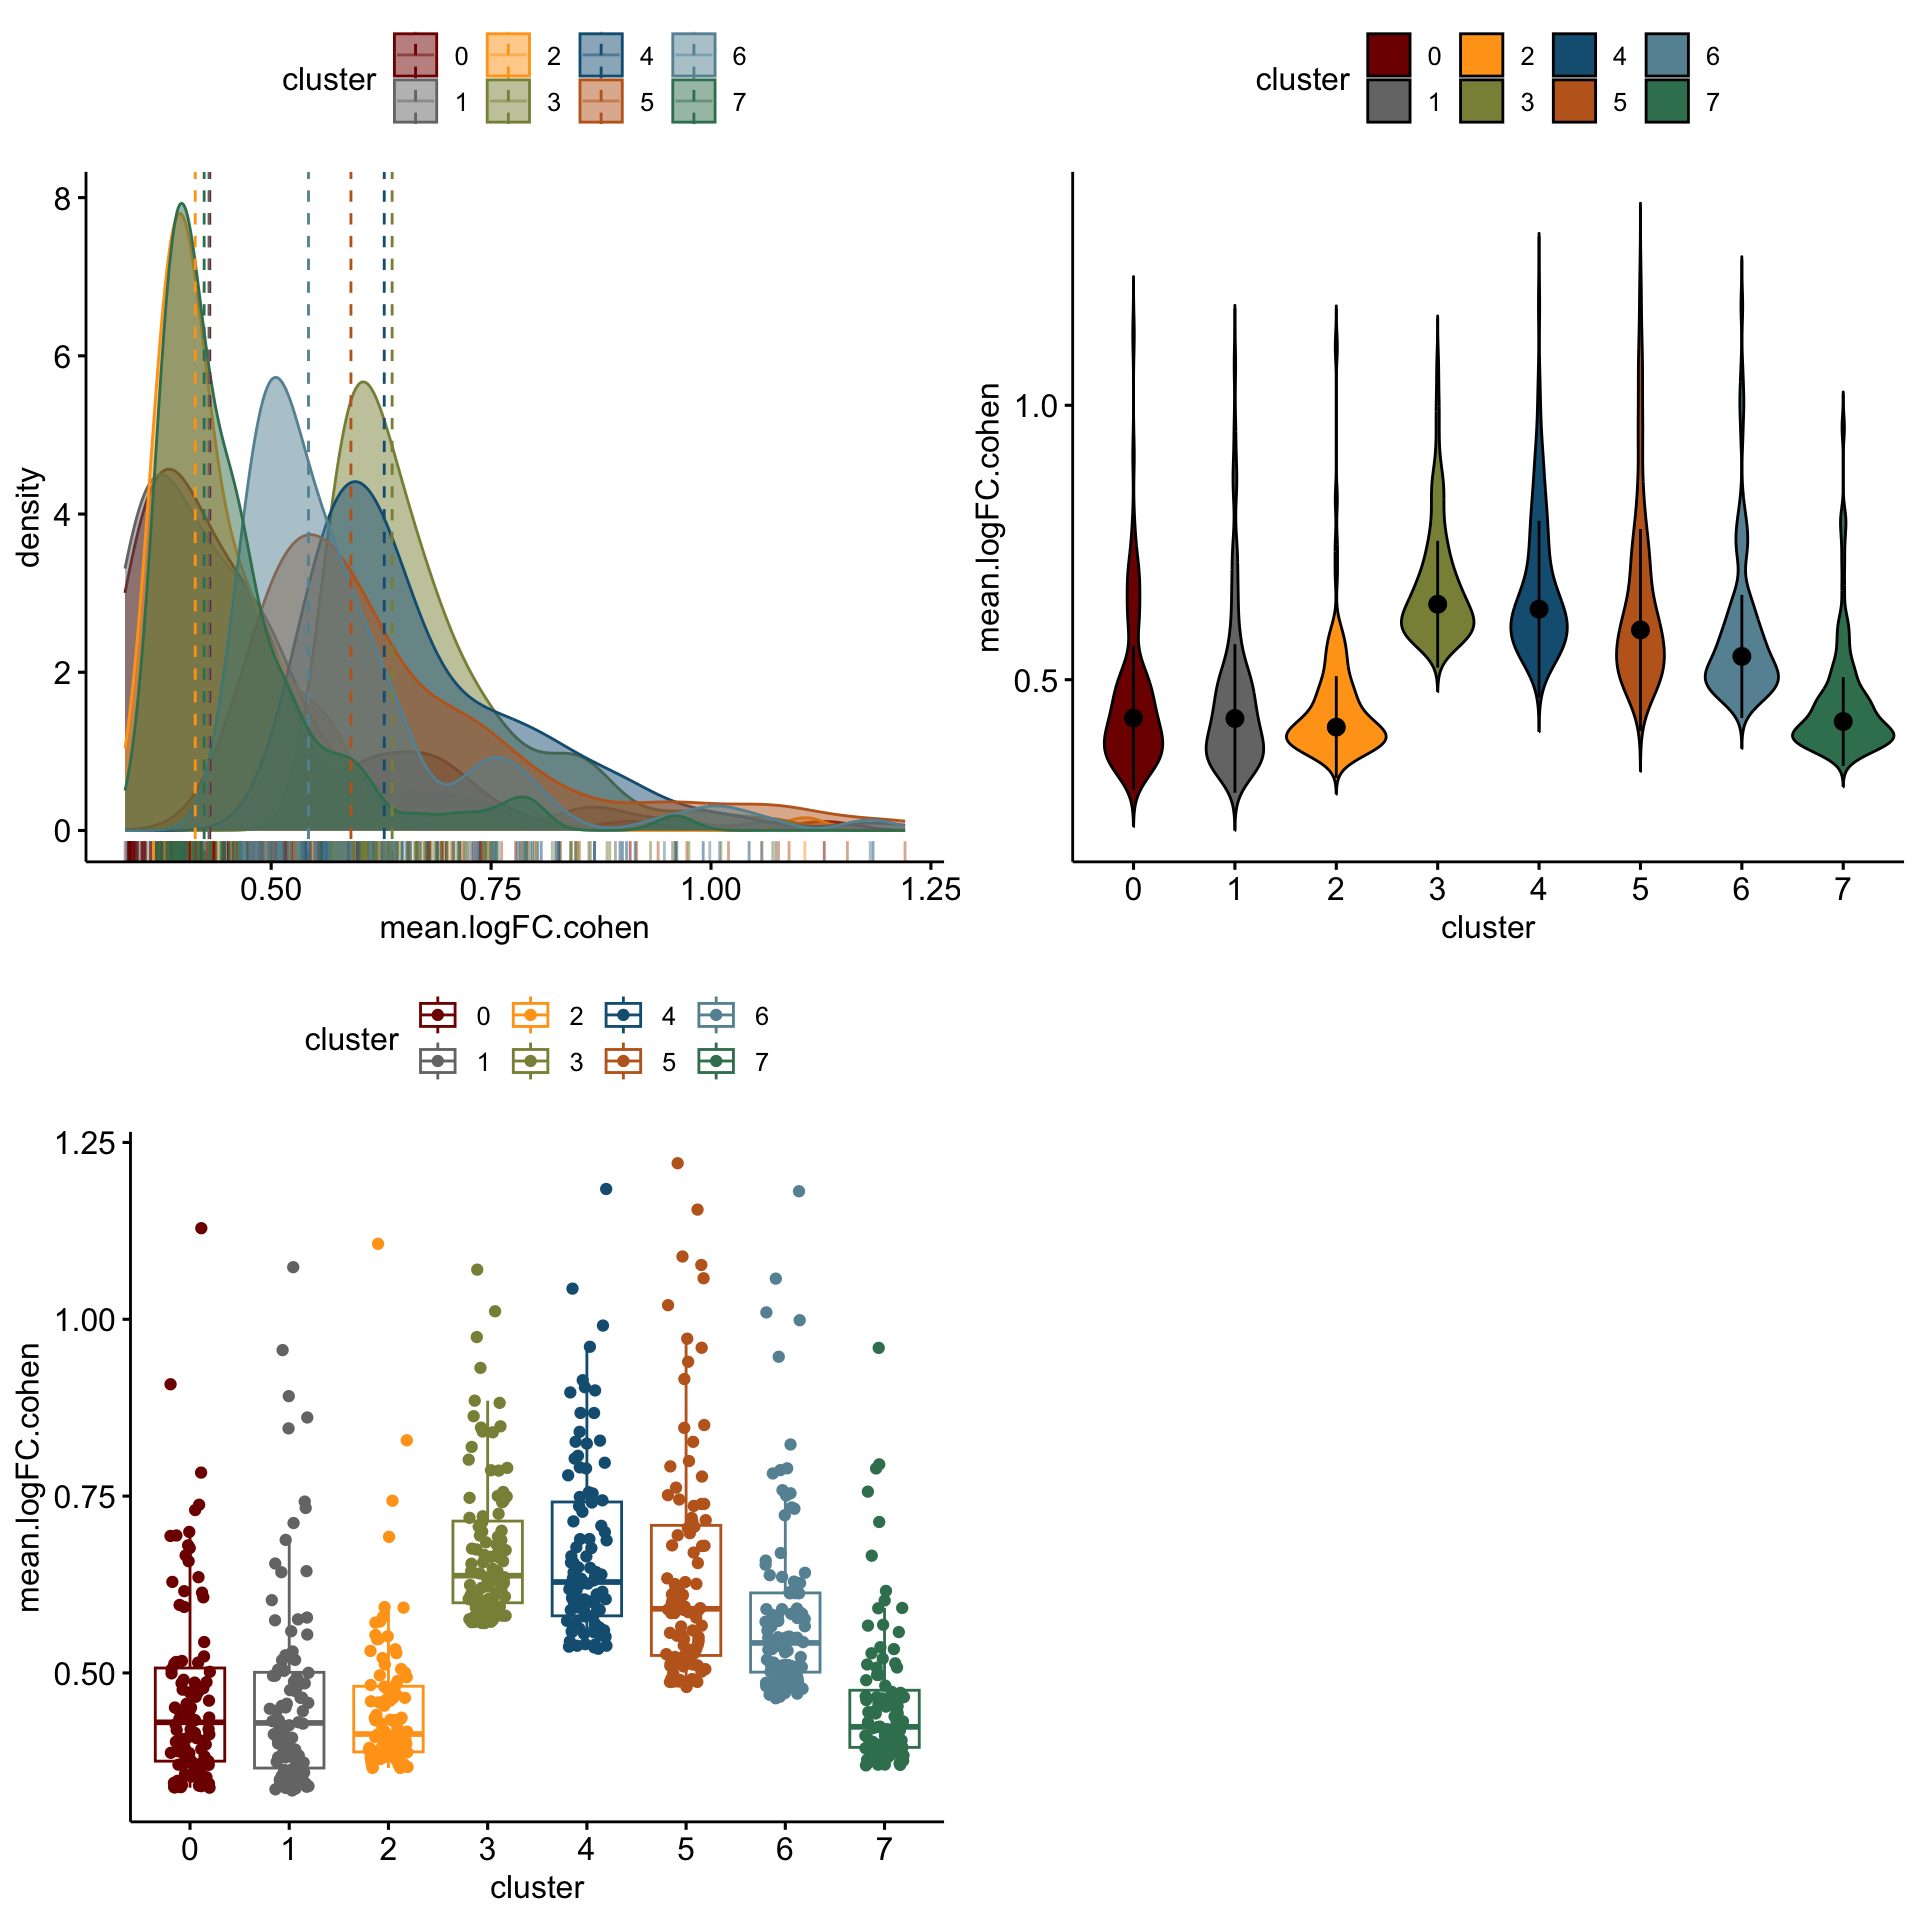 cluster 0 2 4 6
1 3 5 7
density
8
6
4
2
0
0.50 0.75 1.00 1.25
mean.logFC.cohen
cluster 0 2 4 6
1 3 5 7
mean.logFC.cohen
1.0
0.5
0 1 2 3 4 5 6 7
cluster
cluster 0 2 4 6
1 3 5 7
mean.logFC.cohen
1.25
1.00
0.75
0.50
0 1 2 3 4 5 6 7
cluster